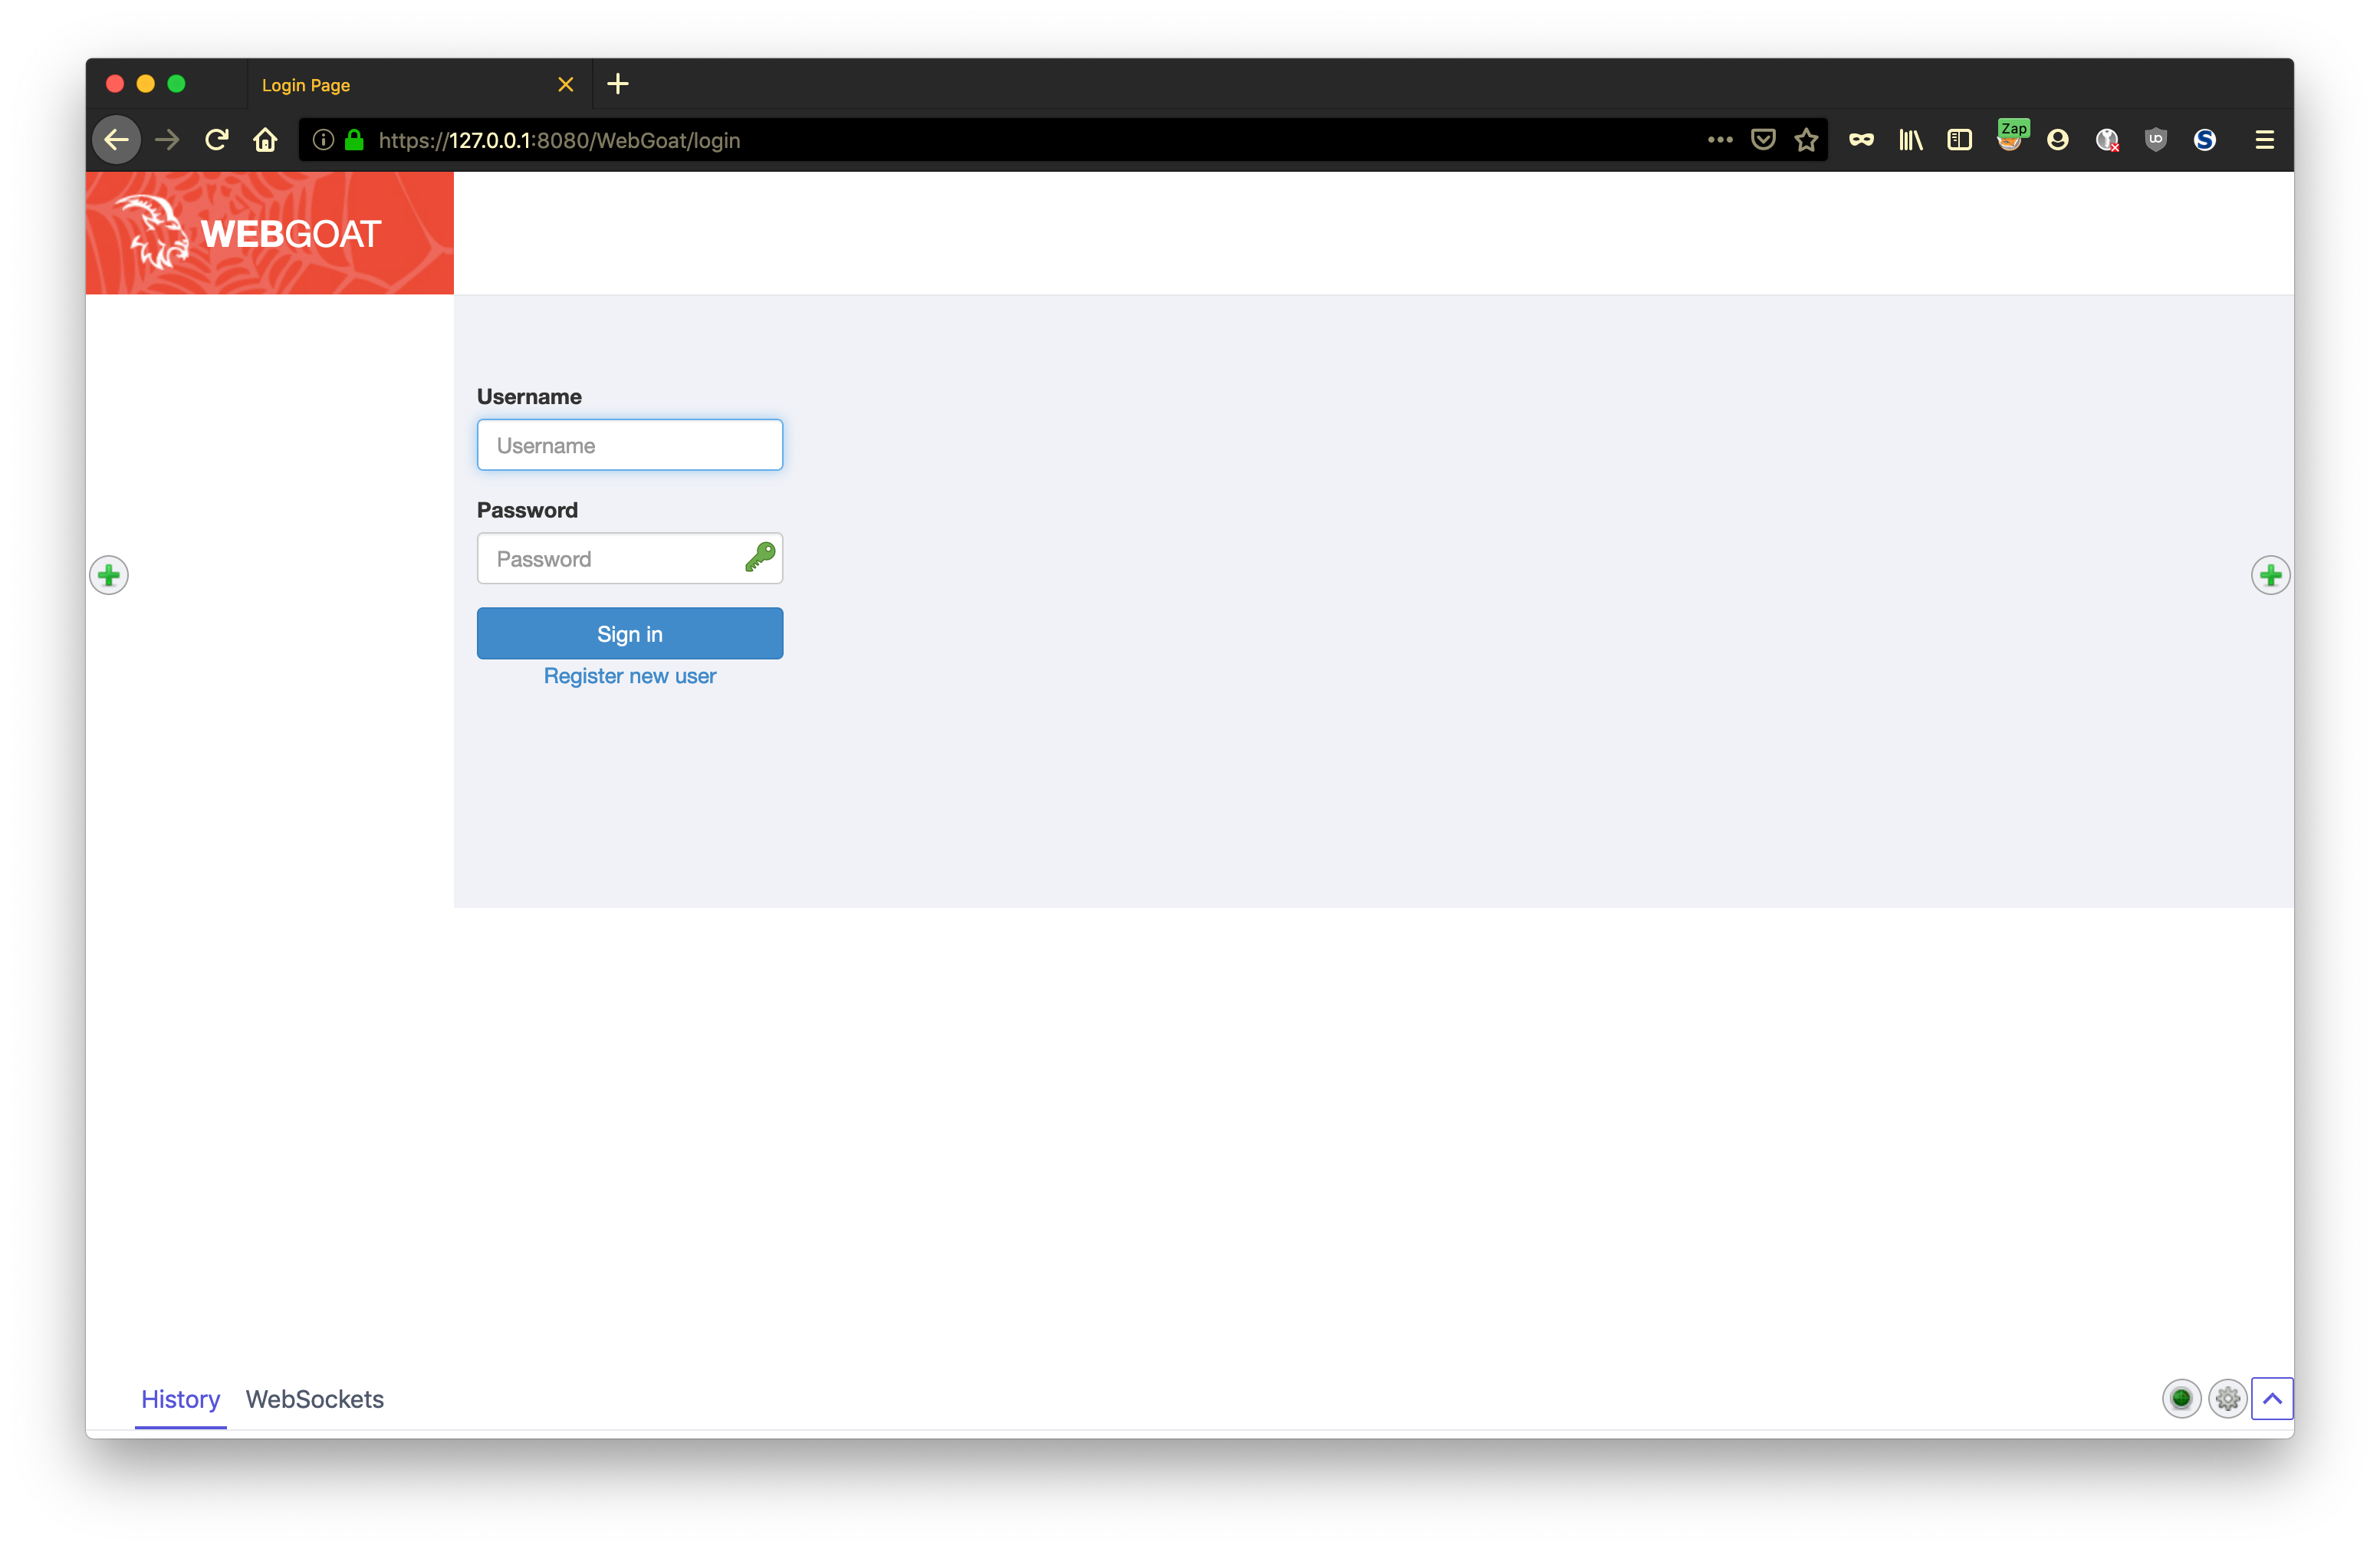 Login Page
https://127.0.0.1:8080/WebGoat/login
Zap
WEBGOAT
Username
Username
Password
Password
Sign in
Register new user
History WebSockets